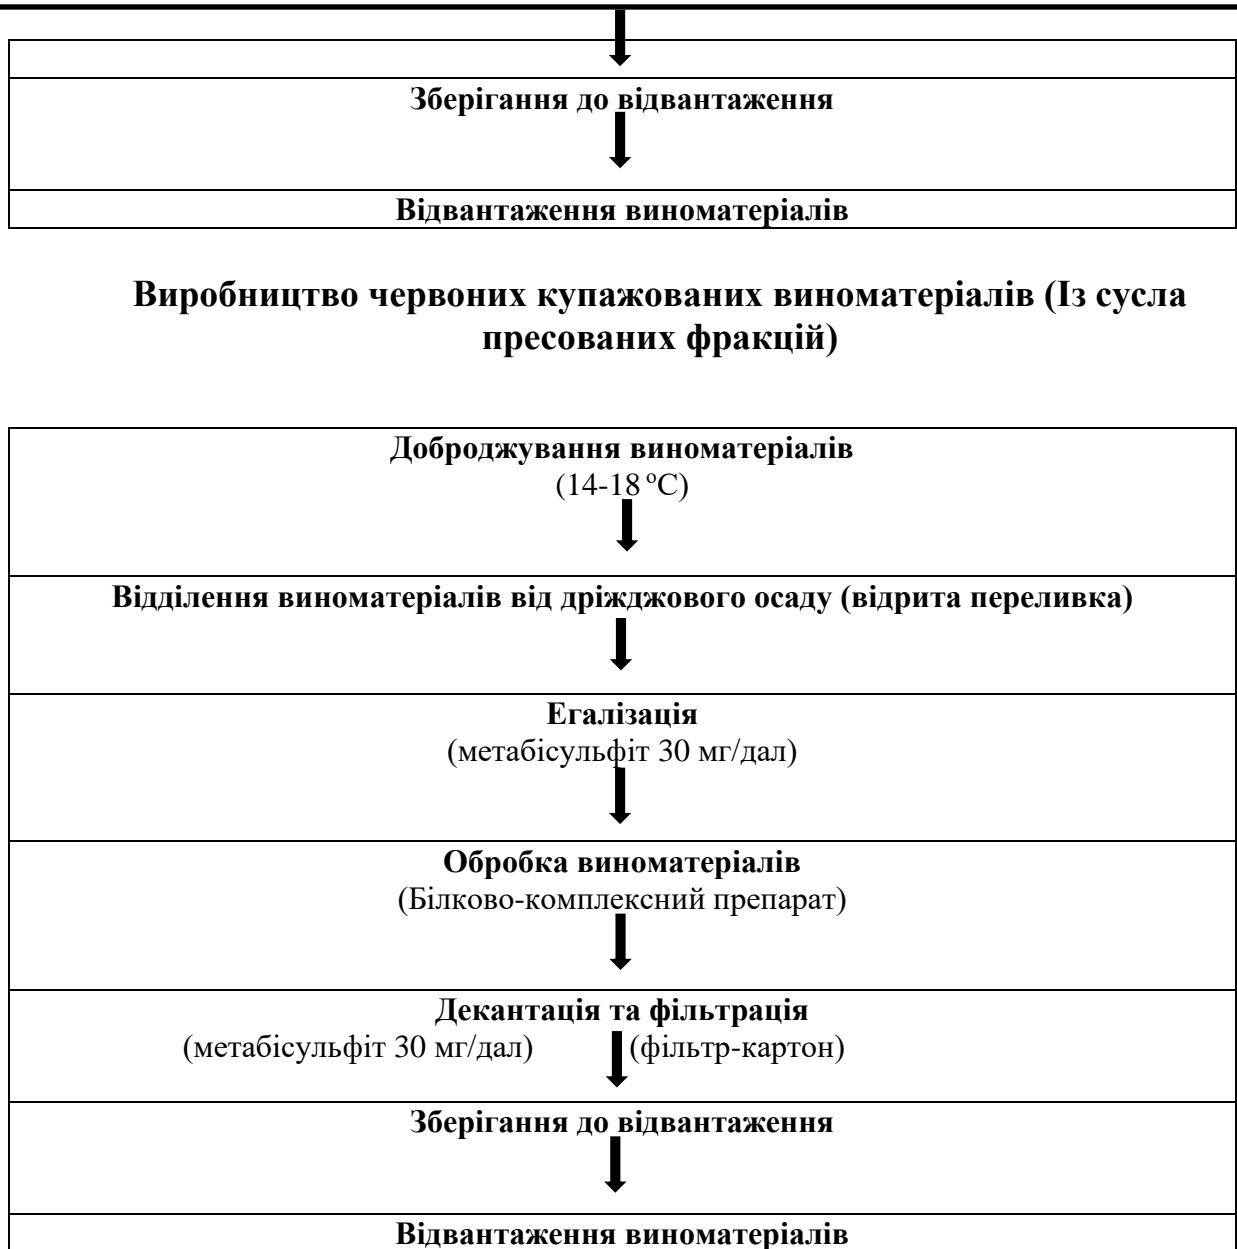 Зберігання до відвантаження
Відвантаження виноматеріалів
Виробництво червоних купажованих виноматеріалів (Із сусла
пресованих фракцій)
Доброджування виноматеріалів
(14-18 ºС)
Відділення виноматеріалів від дріжджового осаду (відрита переливка)
Егалізація
(метабісульфіт 30 мг/дал)
Обробка виноматеріалів
(Білково-комплексний препарат)
Декантація та фільтрація
(метабісульфіт 30 мг/дал) (фільтр-картон)
Зберігання до відвантаження
Відвантаження виноматеріалів